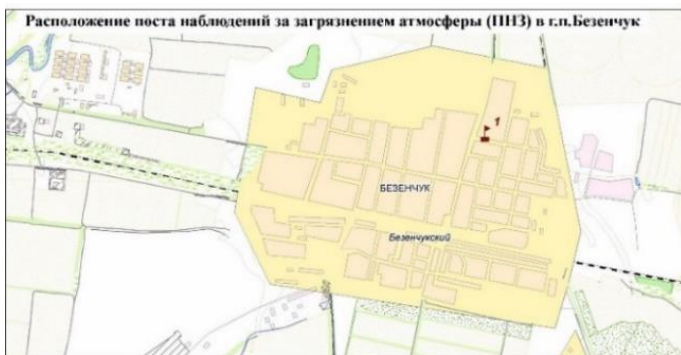 Расположение поста наблюдений за загрязнением атмосферы (ПНЗ) в г.п.Безенчук
1
БЕЗЕНЧУК
Безенчукский